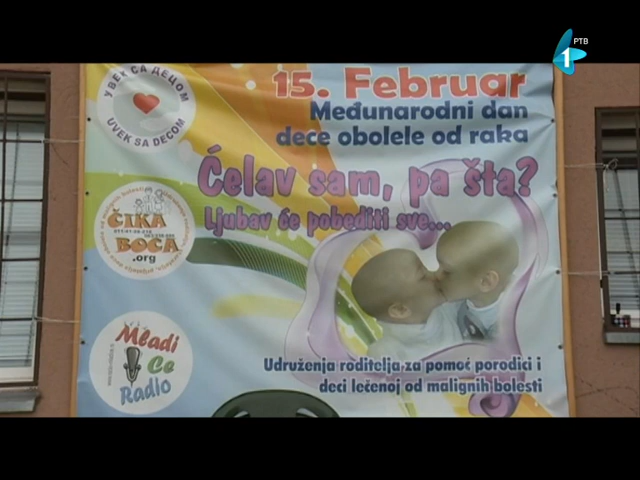 РТВ
1
УВЕК СА ДЕЦОМ
UVEK SA DECOM
15. Februar
Međunarodni dan
dece obolele od raka
Ćelav sam, pa šta?
Ljubav će pobediti sve...
ČIKA
BOCA
.org
Mladi
Ce
Radio
Udruženja roditelja za pomoć porodici i
deci lečenoj od malignih bolesti